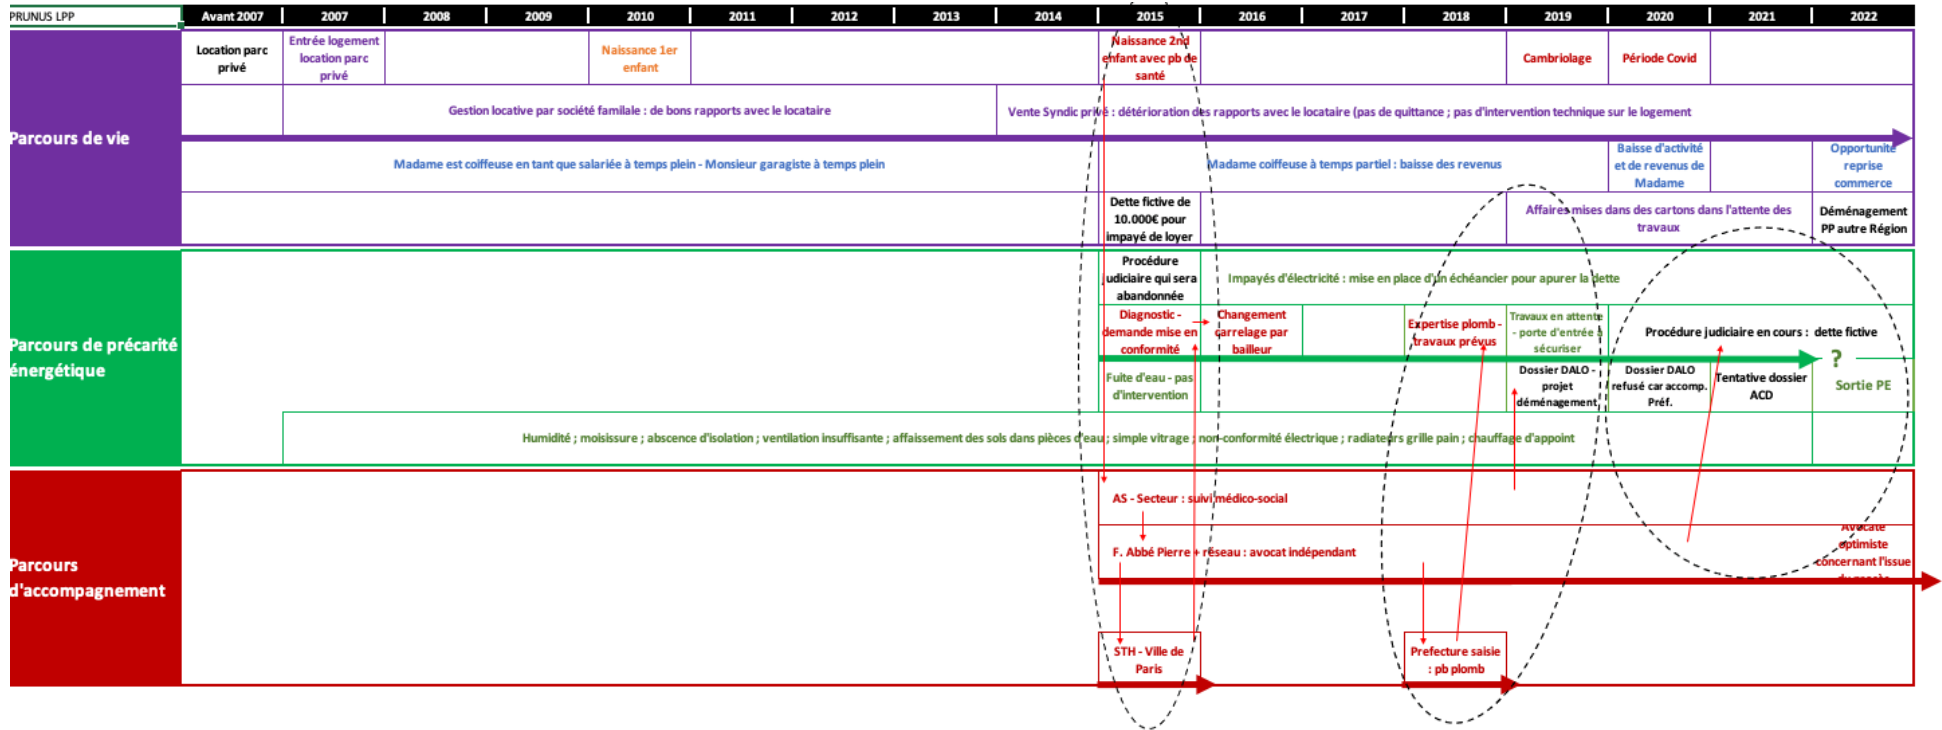 PRUNUS LPP
Avant 2007
2007
2008
2009
2010
2011
2012
2013
2014
2015
2016
2017
2018
2019
2020
2021
2022
Parcours de vie
Location parc
privé
Entrée logement
location parc
privé
Naissance 1er
enfant
Naissance 2nd
enfant avec pb de
santé
Cambriolage
Période Covid
Gestion locative par société familale : de bons rapports avec le locataire
Vente Syndic privé : détérioration des rapports avec le locataire (pas de quittance ; pas d'intervention technique sur le logement
Madame est coiffeuse en tant que salariée à temps plein - Monsieur garagiste à temps plein
Madame coiffeuse à temps partiel : baisse des revenus
Baisse d'activité
et de revenus de
Madame
Opportunité
reprise
commerce
Dette fictive de
10.000€ pour
impayé de loyer
Affaires mises dans des cartons dans l'attente des
travaux
Déménagement
PP autre Région
Parcours de précarité
énergétique
Procédure
judiciaire qui sera
abandonnée
Impayés d'électricité : mise en place d'un échéancier pour apurer la dette
Diagnostic -
demande mise en
conformité
Changement
carrelage par
bailleur
Expertise plomb -
travaux prévus
Travaux en attente
- porte d'entrée à
sécuriser
Procédure judiciaire en cours : dette fictive
?
Fuite d'eau - pas
d'intervention
Dossier DALO -
projet
déménagement
Dossier DALO
refusé car accomp.
Préf.
Tentative dossier
ACD
Sortie PE
Humidité ; moisissure ; abscence d'isolation ; ventilation insuffisante ; affaissement des sols dans pièces d'eau ; simple vitrage ; non-conformité électrique ; radiateurs grille pain ; chauffage d'appoint
Parcours
d'accompagnement
AS - Secteur : suivi médico-social
F. Abbé Pierre + réseau : avocat indépendant
Avocate
optimiste
concernant l'issue
du procès
STH - Ville de
Paris
Prefecture saisie
: pb plomb